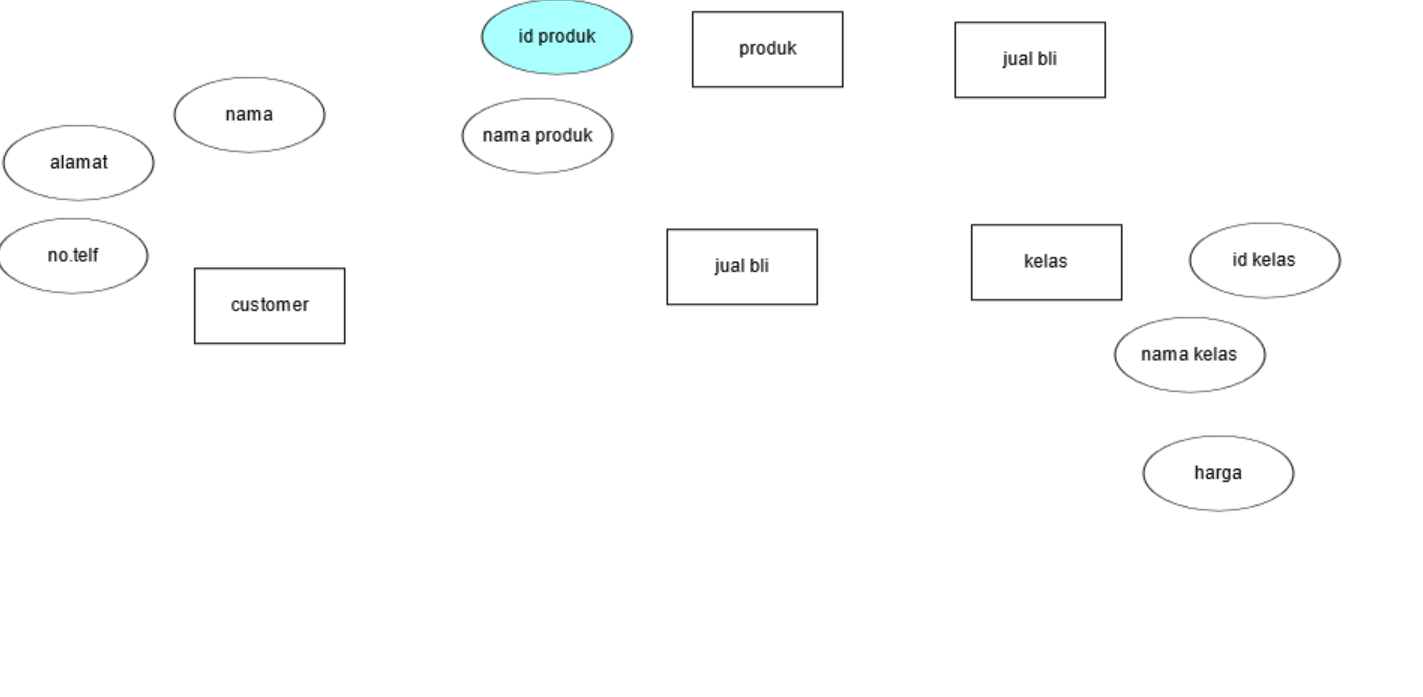 id produk
produk
jual bli
nama
nama produk
alamat
no.telf
customer
jual bli
kelas
id kelas
nama kelas
harga